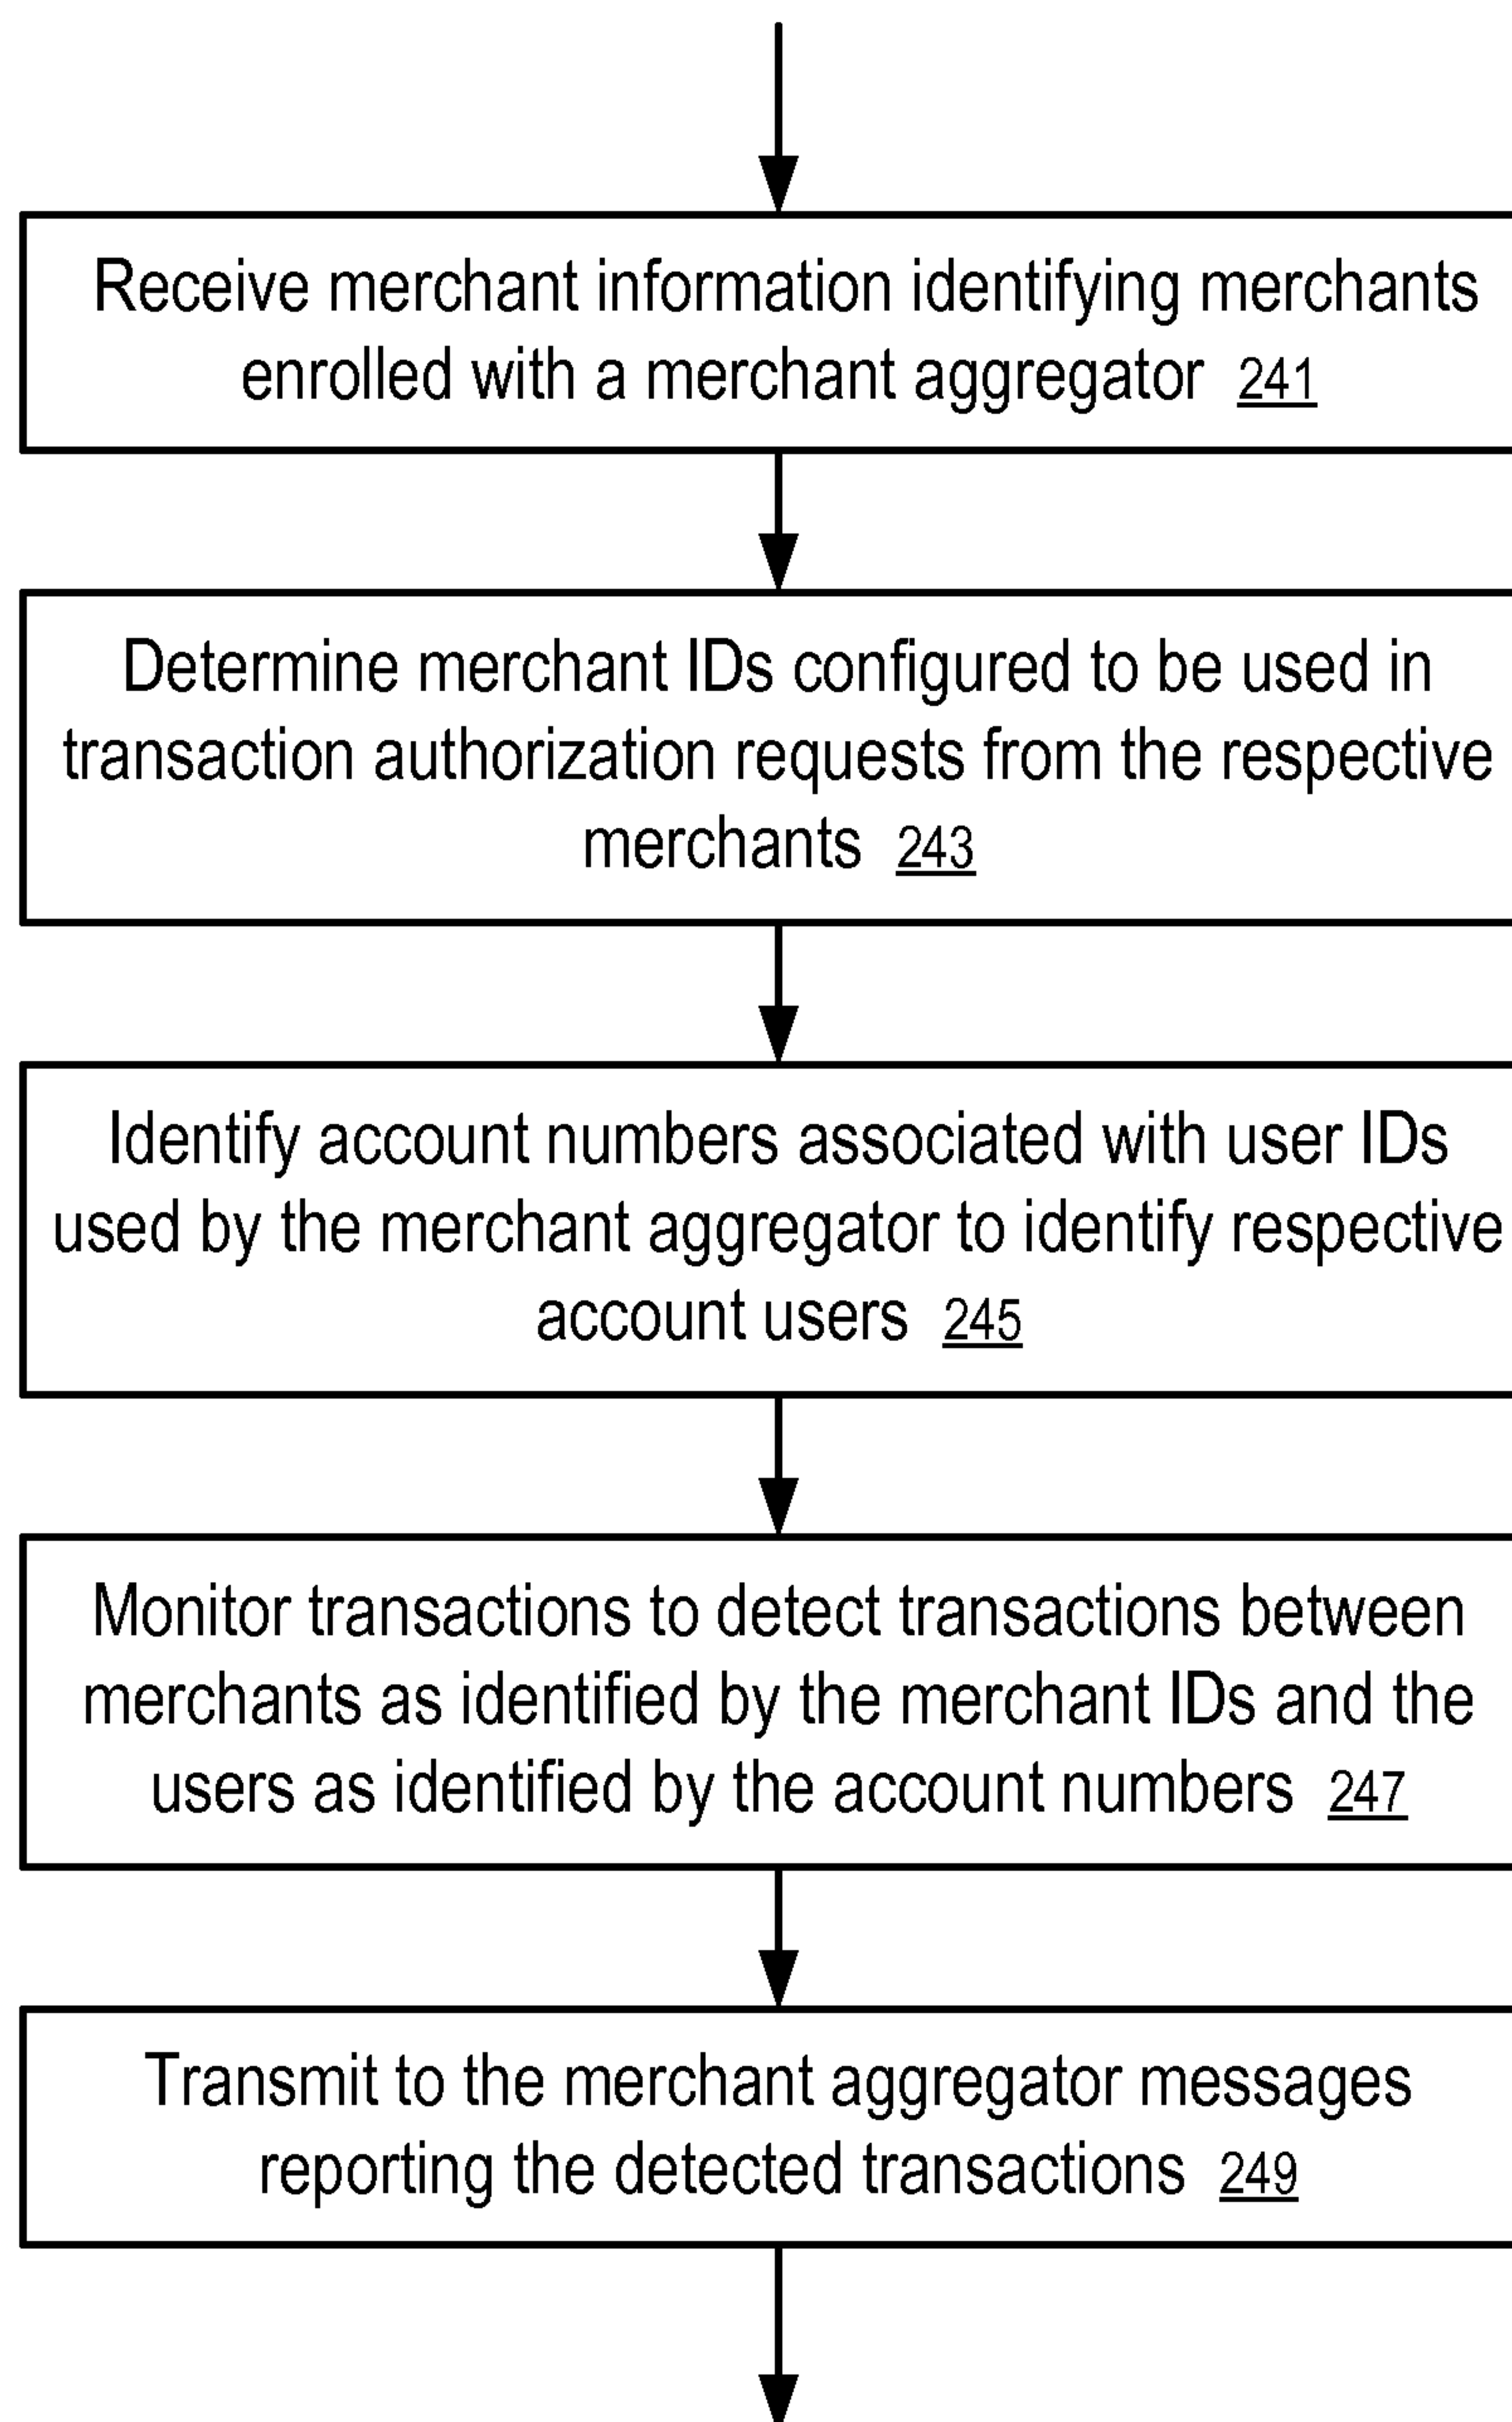 Receive merchant information identifying merchants
enrolled with a merchant aggregator 241
Determine merchant IDs configured to be used in
transaction authorization requests from the respective
merchants 243
Identify account numbers associated with user IDs
used by the merchant aggregator to identify respective
account users 245
Monitor transactions to detect transactions between
merchants as identified by the merchant IDs and the
users as identified by the account numbers 247
Transmit to the merchant aggregator messages
reporting the detected transactions 249